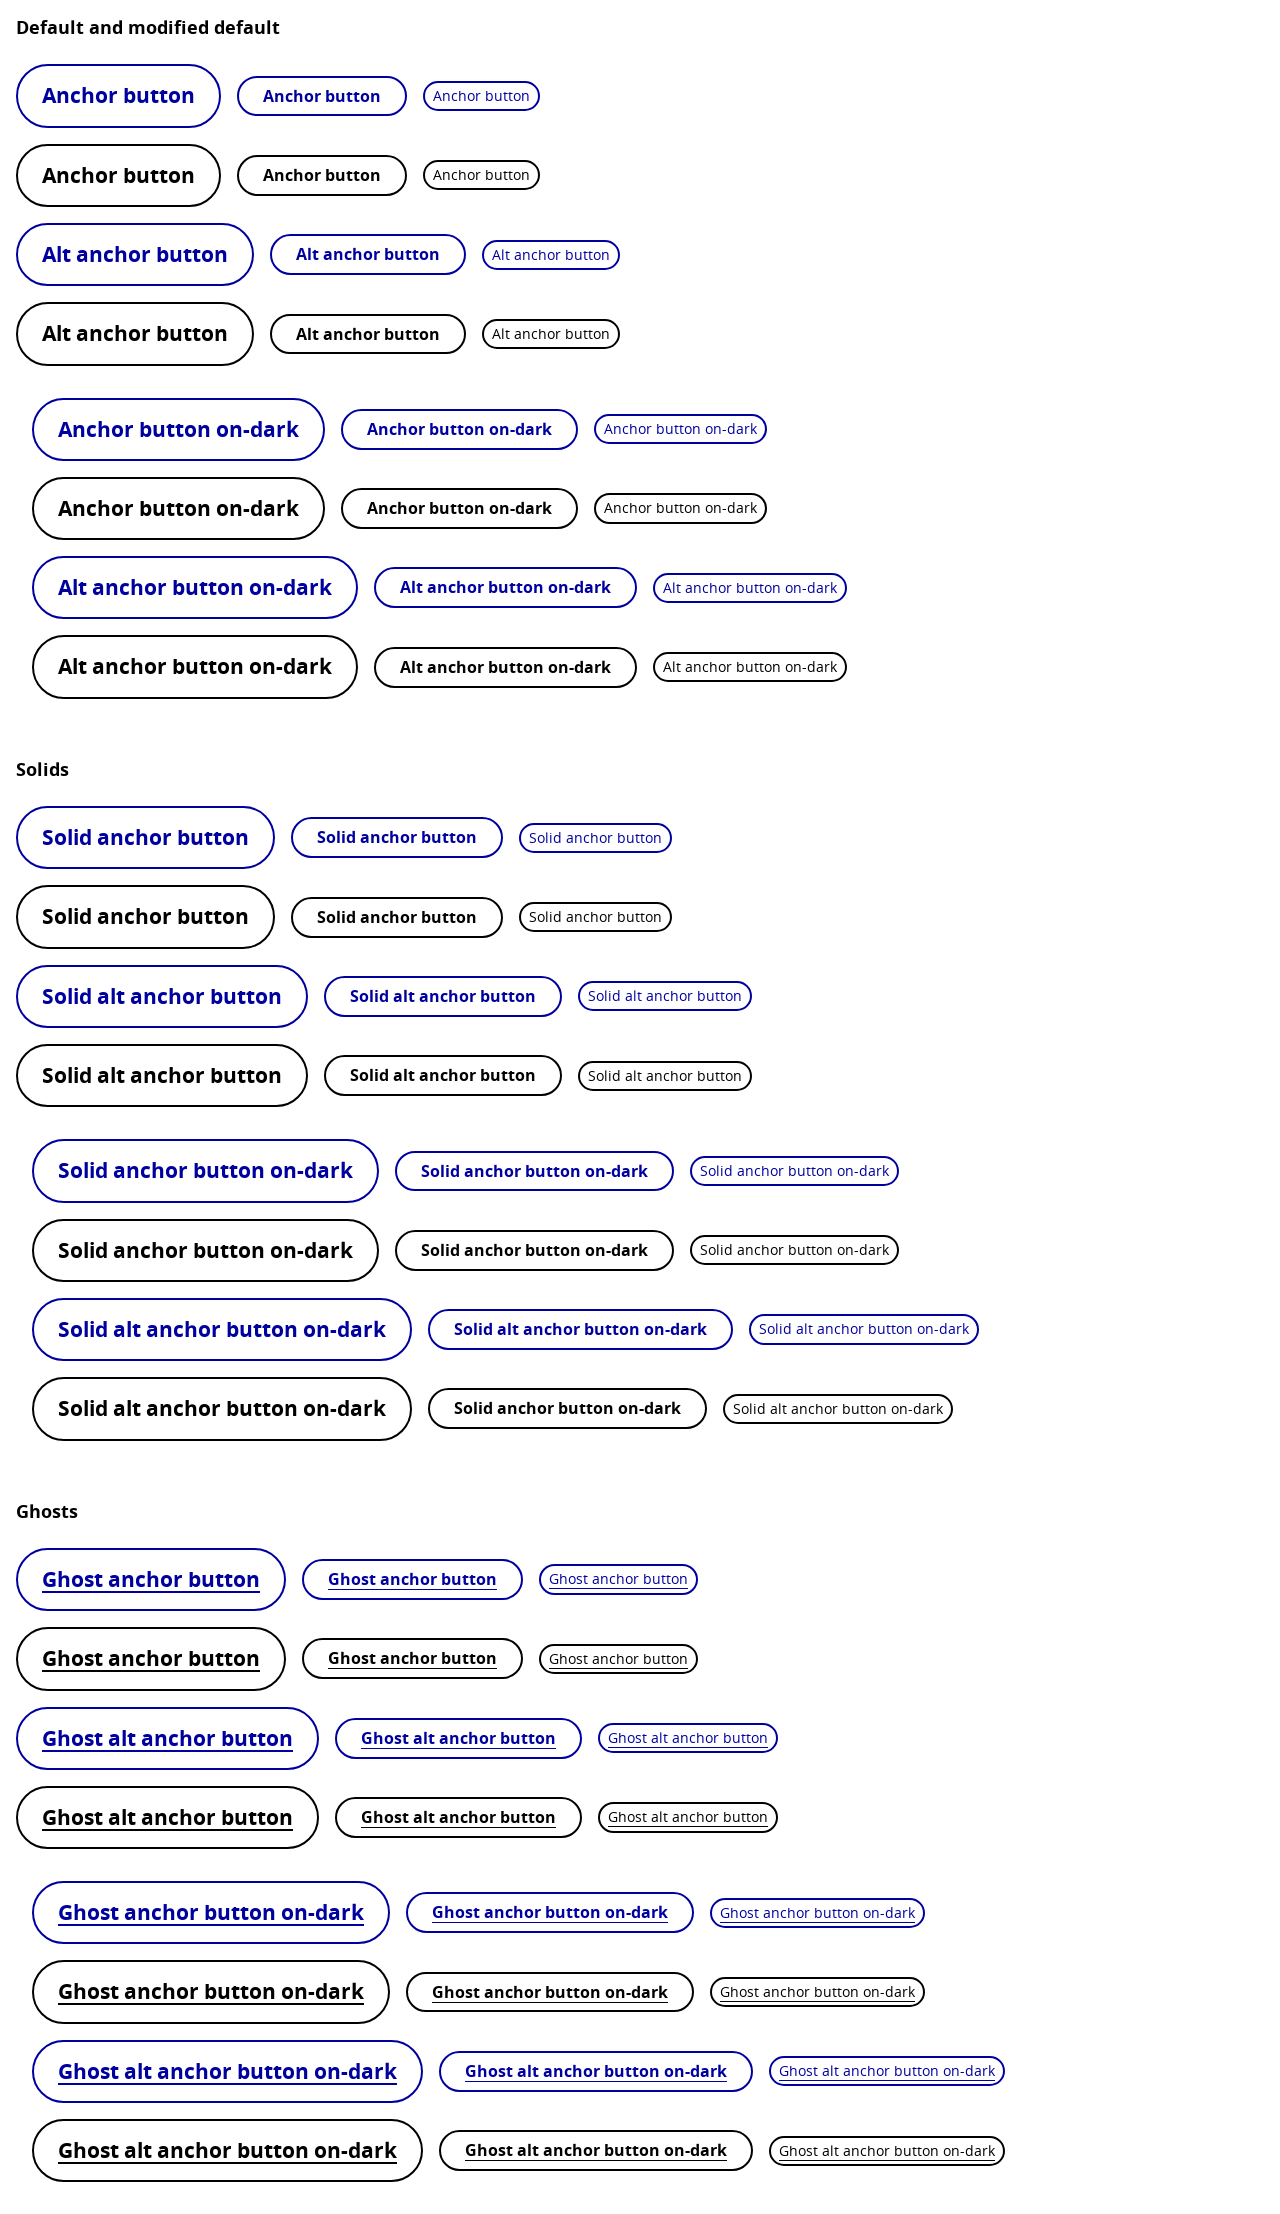 Default and modified default
Anchor button Anchor button Anchor button
Anchor button Anchor button Anchor button
Alt anchor button Alt anchor button Alt anchor button
Alt anchor button Alt anchor button Alt anchor button
Anchor button on-dark Anchor button on-dark Anchor button on-dark
Anchor button on-dark Anchor button on-dark Anchor button on-dark
Alt anchor button on-dark Alt anchor button on-dark Alt anchor button on-dark
Alt anchor button on-dark Alt anchor button on-dark Alt anchor button on-dark
Solids
Solid anchor button Solid anchor button Solid anchor button
Solid anchor button Solid anchor button Solid anchor button
Solid alt anchor button Solid alt anchor button Solid alt anchor button
Solid alt anchor button Solid alt anchor button Solid alt anchor button
Solid anchor button on-dark Solid anchor button on-dark Solid anchor button on-dark
Solid anchor button on-dark Solid anchor button on-dark Solid anchor button on-dark
Solid alt anchor button on-dark Solid alt anchor button on-dark Solid alt anchor button on-dark
Solid alt anchor button on-dark Solid anchor button on-dark Solid alt anchor button on-dark
Ghosts
Ghost anchor button Ghost anchor button Ghost anchor button
Ghost anchor button Ghost anchor button Ghost anchor button
Ghost alt anchor button Ghost alt anchor button Ghost alt anchor button
Ghost alt anchor button Ghost alt anchor button Ghost alt anchor button
Ghost anchor button on-dark Ghost anchor button on-dark Ghost anchor button on-dark
Ghost anchor button on-dark Ghost anchor button on-dark Ghost anchor button on-dark
Ghost alt anchor button on-dark Ghost alt anchor button on-dark Ghost alt anchor button on-dark
Ghost alt anchor button on-dark Ghost alt anchor button on-dark Ghost alt anchor button on-dark